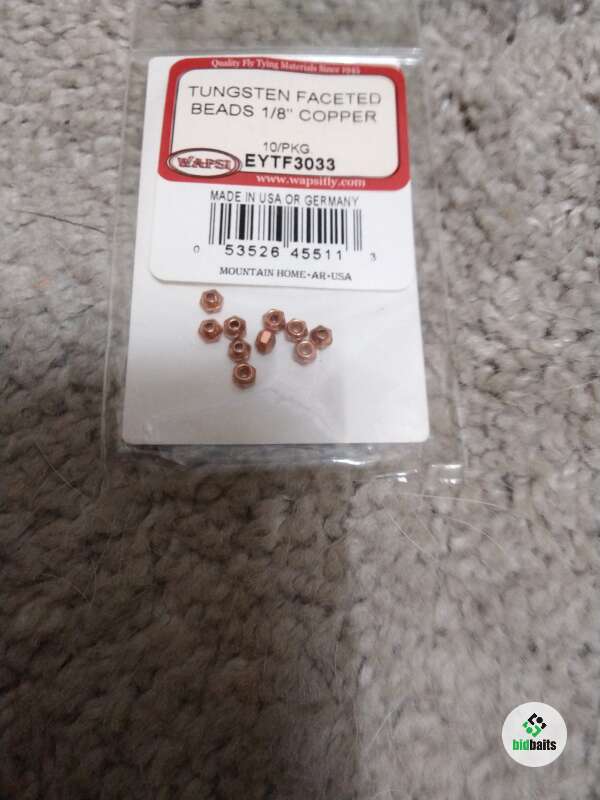 Quality Fly Tying Materials Since 1945
TUNGSTEN FACETED
BEADS 1/8" COPPER
10/PKG
WAPSI EYTF3033
www.wapsifly.com
MADE IN USA OR GERMANY
0 53526 45511 3
MOUNTAIN HOME-AR-USA
bidbaits